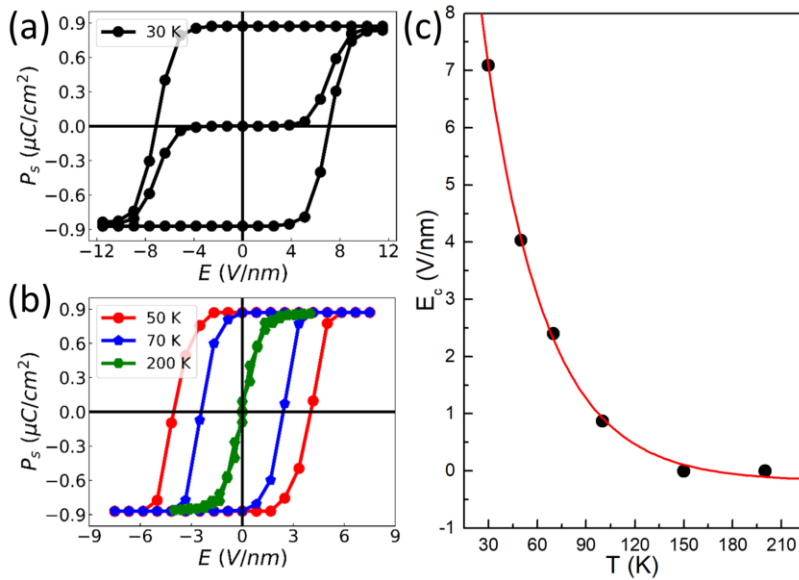 (a)
30 K
0.9
0.6
0.3
0.0
−0.3
−0.6
−0.9
P_s (μC/cm²)
−12 −8 −4 0 4 8 12
E (V/nm)
(b)
50 K
70 K
200 K
0.9
0.6
0.3
0.0
−0.3
−0.6
−0.9
P_s (μC/cm²)
−9 −6 −3 0 3 6 9
E (V/nm)
(c)
8
7
6
5
4
3
2
1
0
-1
E_c (V/nm)
30 60 90 120 150 180 210
T (K)